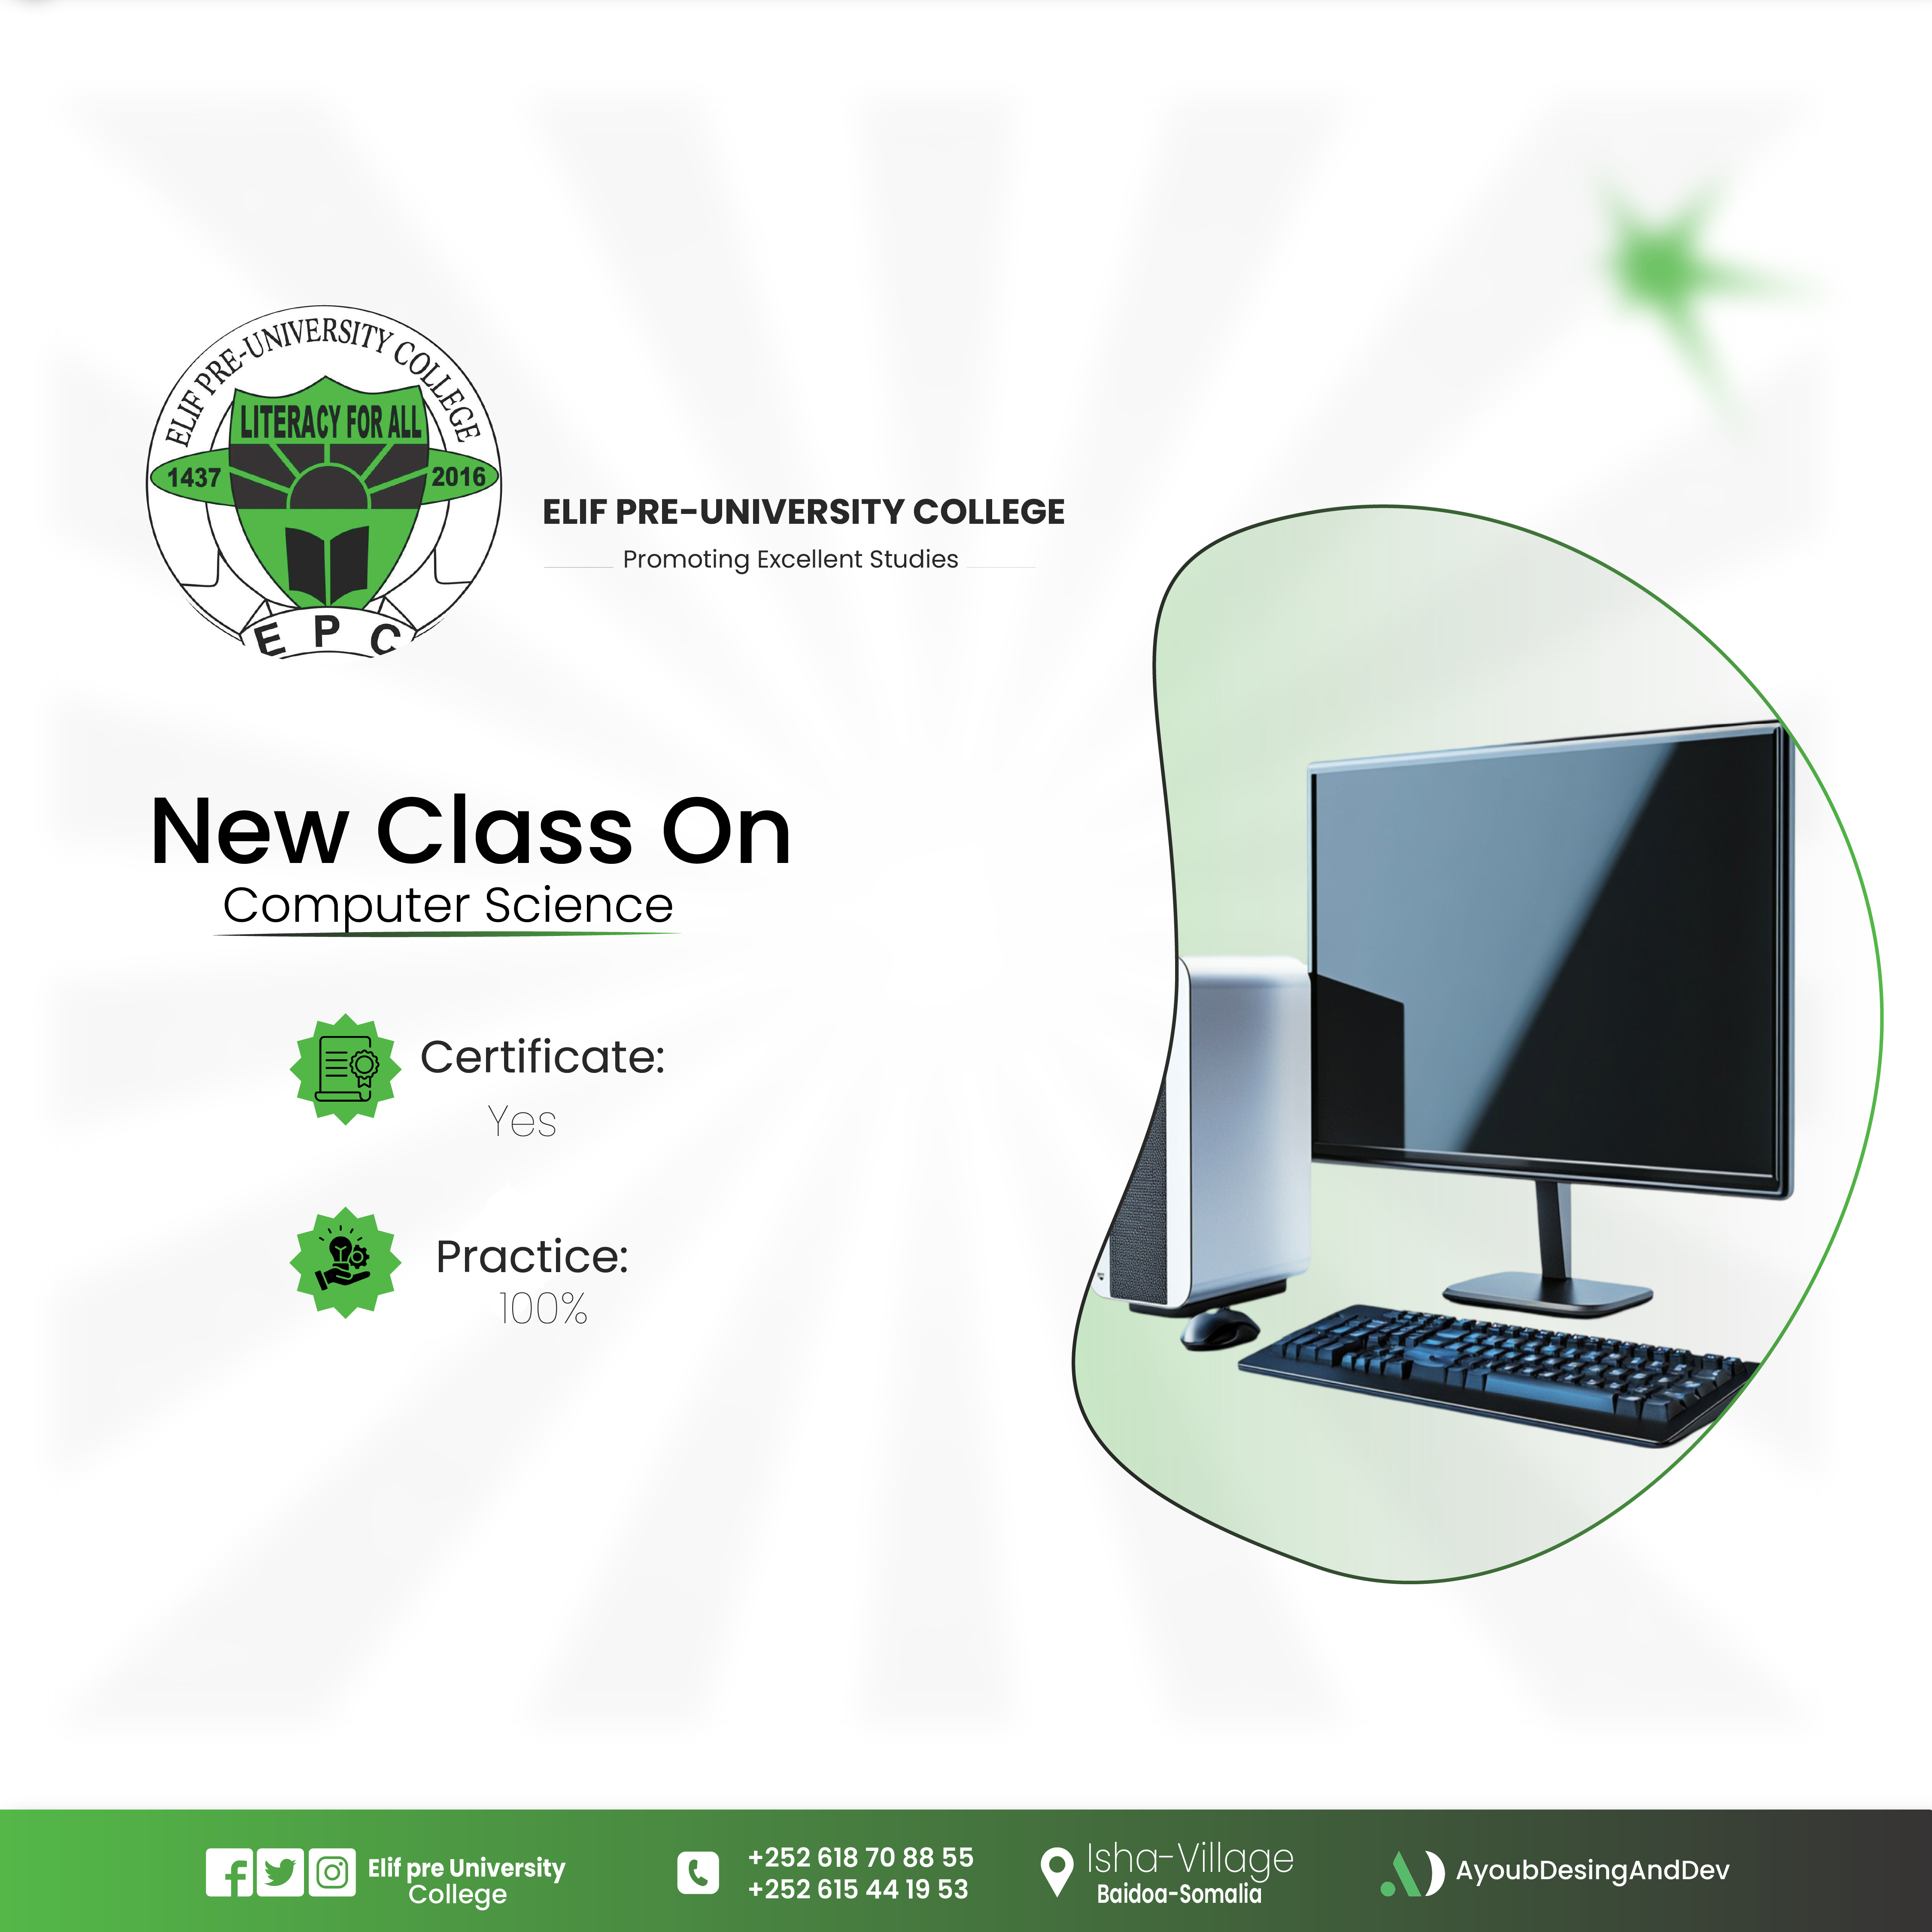 ELIF PRE-UNIVERSITY COLLEGE
LITERACY FOR ALL
1437
2016
E P C
ELIF PRE-UNIVERSITY COLLEGE
Promoting Excellent Studies
New Class On
Computer Science
Certificate:
Yes
Practice:
100%
Elif pre University
College
+252 618 70 88 55
+252 615 44 19 53
Isha-Village
Baidoa-Somalia
AyoubDesingAndDev